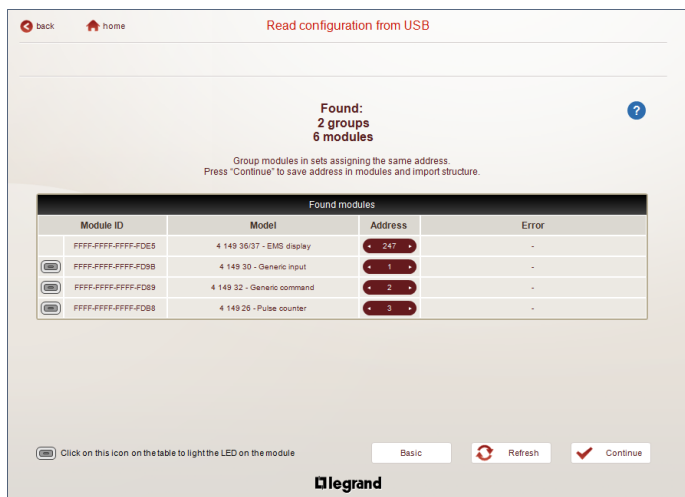 back home Read configuration from USB
Found:
2 groups
6 modules
?
Group modules in sets assigning the same address.
Press "Continue" to save address in modules and import structure.
Found modules
Module ID Model Address Error
FFFF-FFFF-FFFF-FDE5 4 149 36/37 - EMS display 247 -
FFFF-FFFF-FFFF-FD9B 4 149 30 - Generic input 1 -
FFFF-FFFF-FFFF-FD89 4 149 32 - Generic command 2 -
FFFF-FFFF-FFFF-FDB8 4 149 26 - Pulse counter 3 -
Click on this icon on the table to light the LED on the module Basic Refresh Continue
legrand